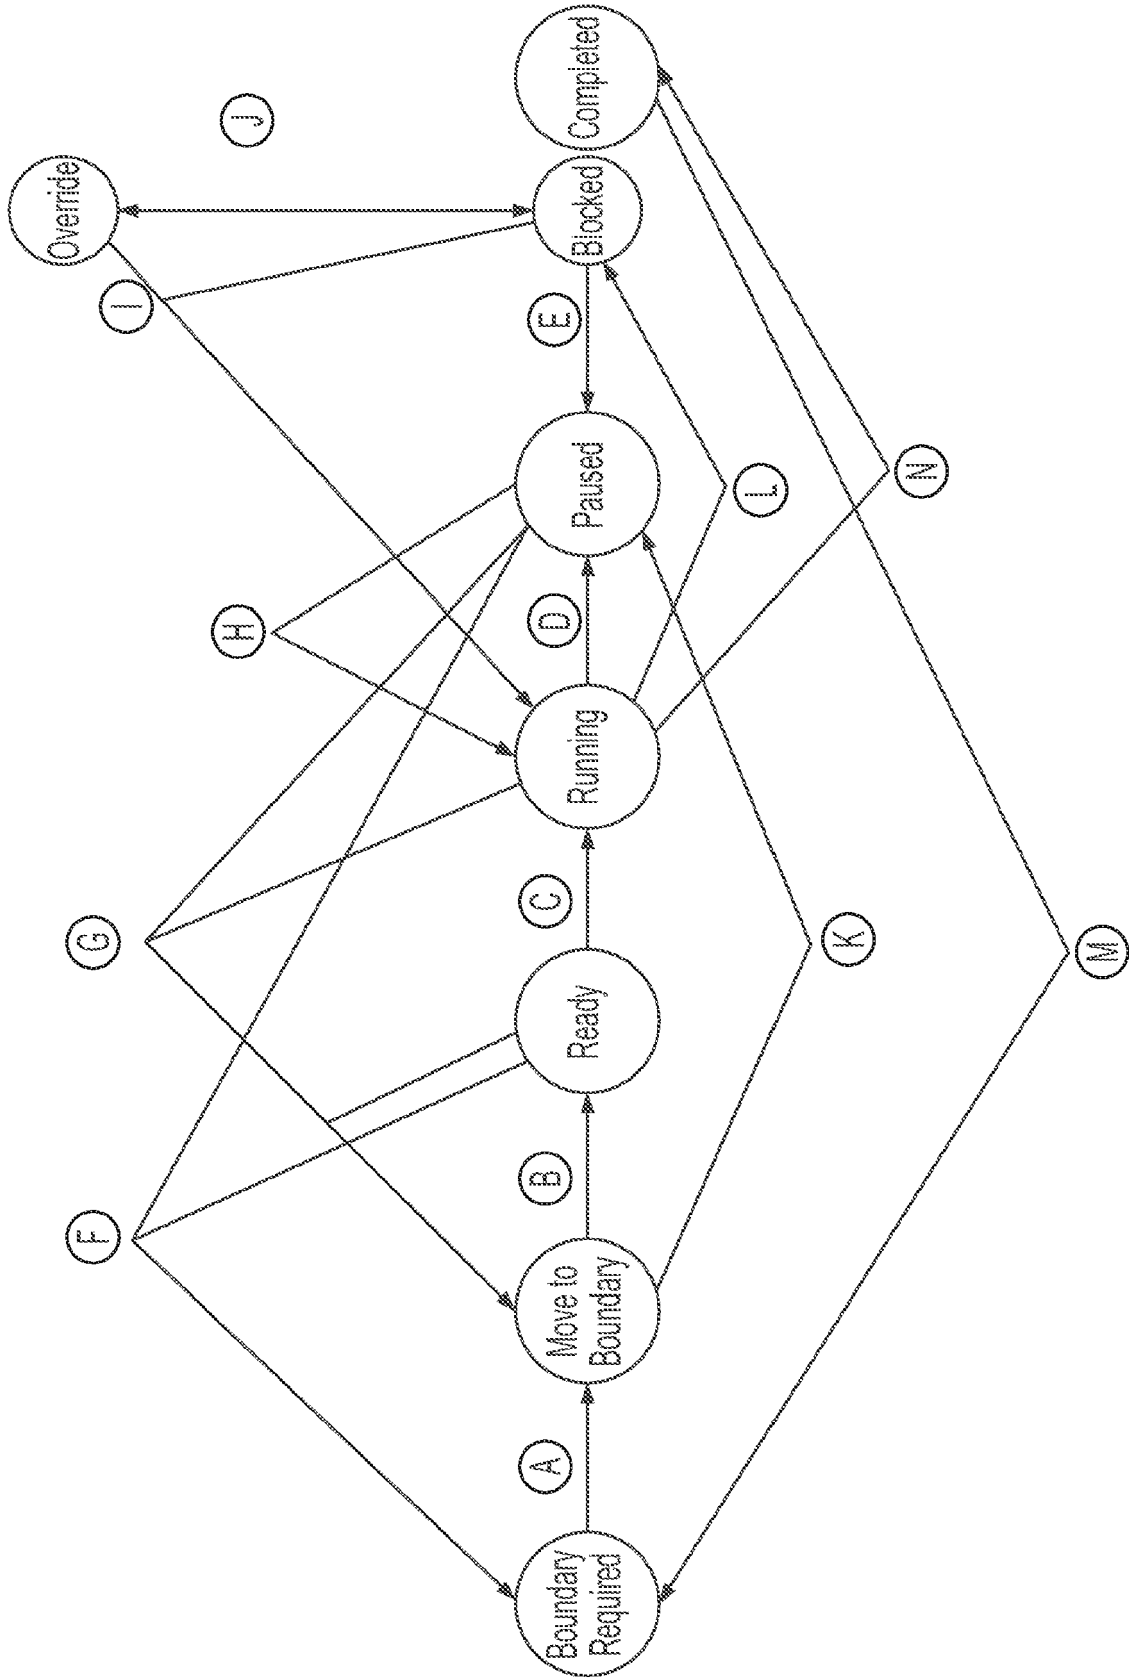 F
G
H
I
J
Override
Boundary
Required
A
Move to
Boundary
B
Ready
C
Running
D
Paused
E
Blocked
Completed
K
L
M
N